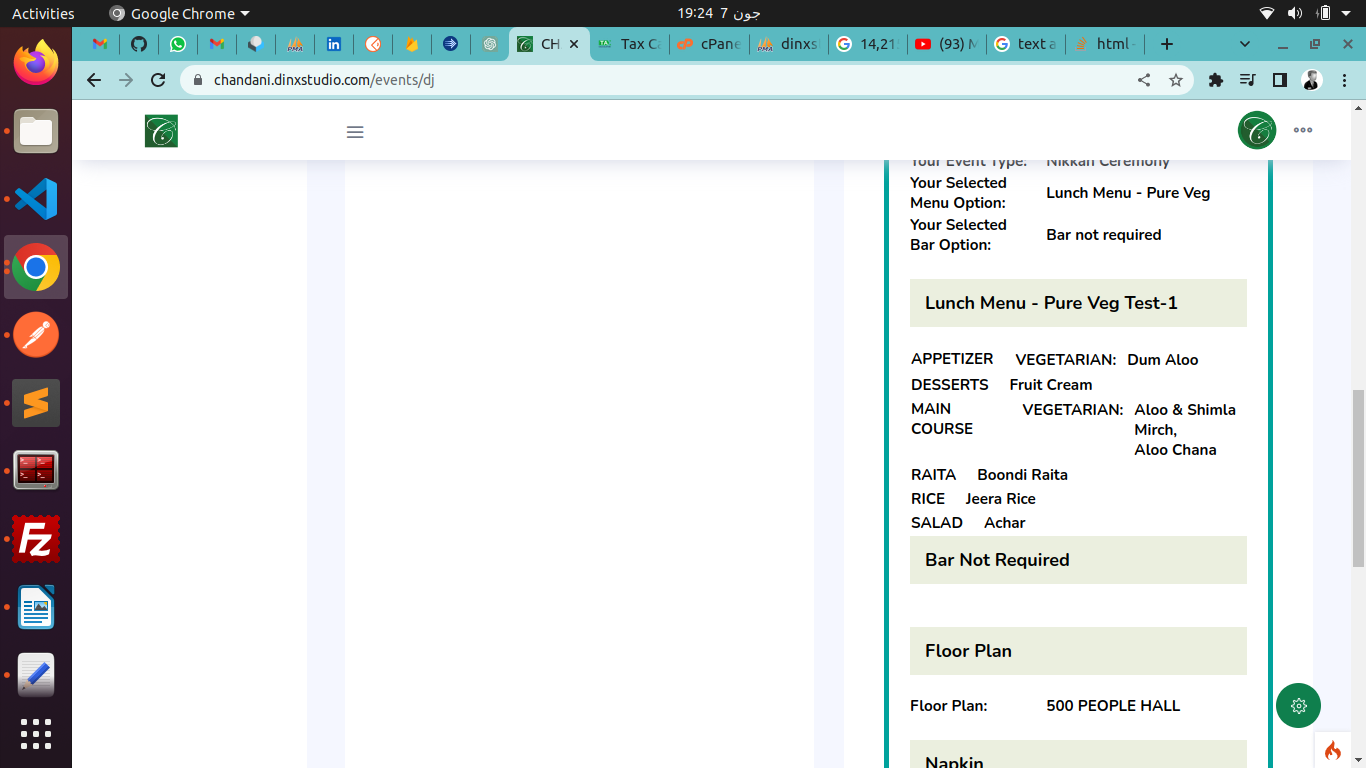 Activities
Google Chrome
19:24 7 جون
CH
Tax Ca
cPane
dinxs
14,21
(93) M
text a
html -
chandani.dinxstudio.com/events/dj
Your Event Type: Nikkah Ceremony
Your Selected Menu Option: Lunch Menu - Pure Veg
Your Selected Bar Option: Bar not required
Lunch Menu - Pure Veg Test-1
APPETIZER VEGETARIAN: Dum Aloo
DESSERTS Fruit Cream
MAIN COURSE VEGETARIAN: Aloo & Shimla Mirch,
Aloo Chana
RAITA Boondi Raita
RICE Jeera Rice
SALAD Achar
Bar Not Required
Floor Plan
Floor Plan: 500 PEOPLE HALL
Napkin